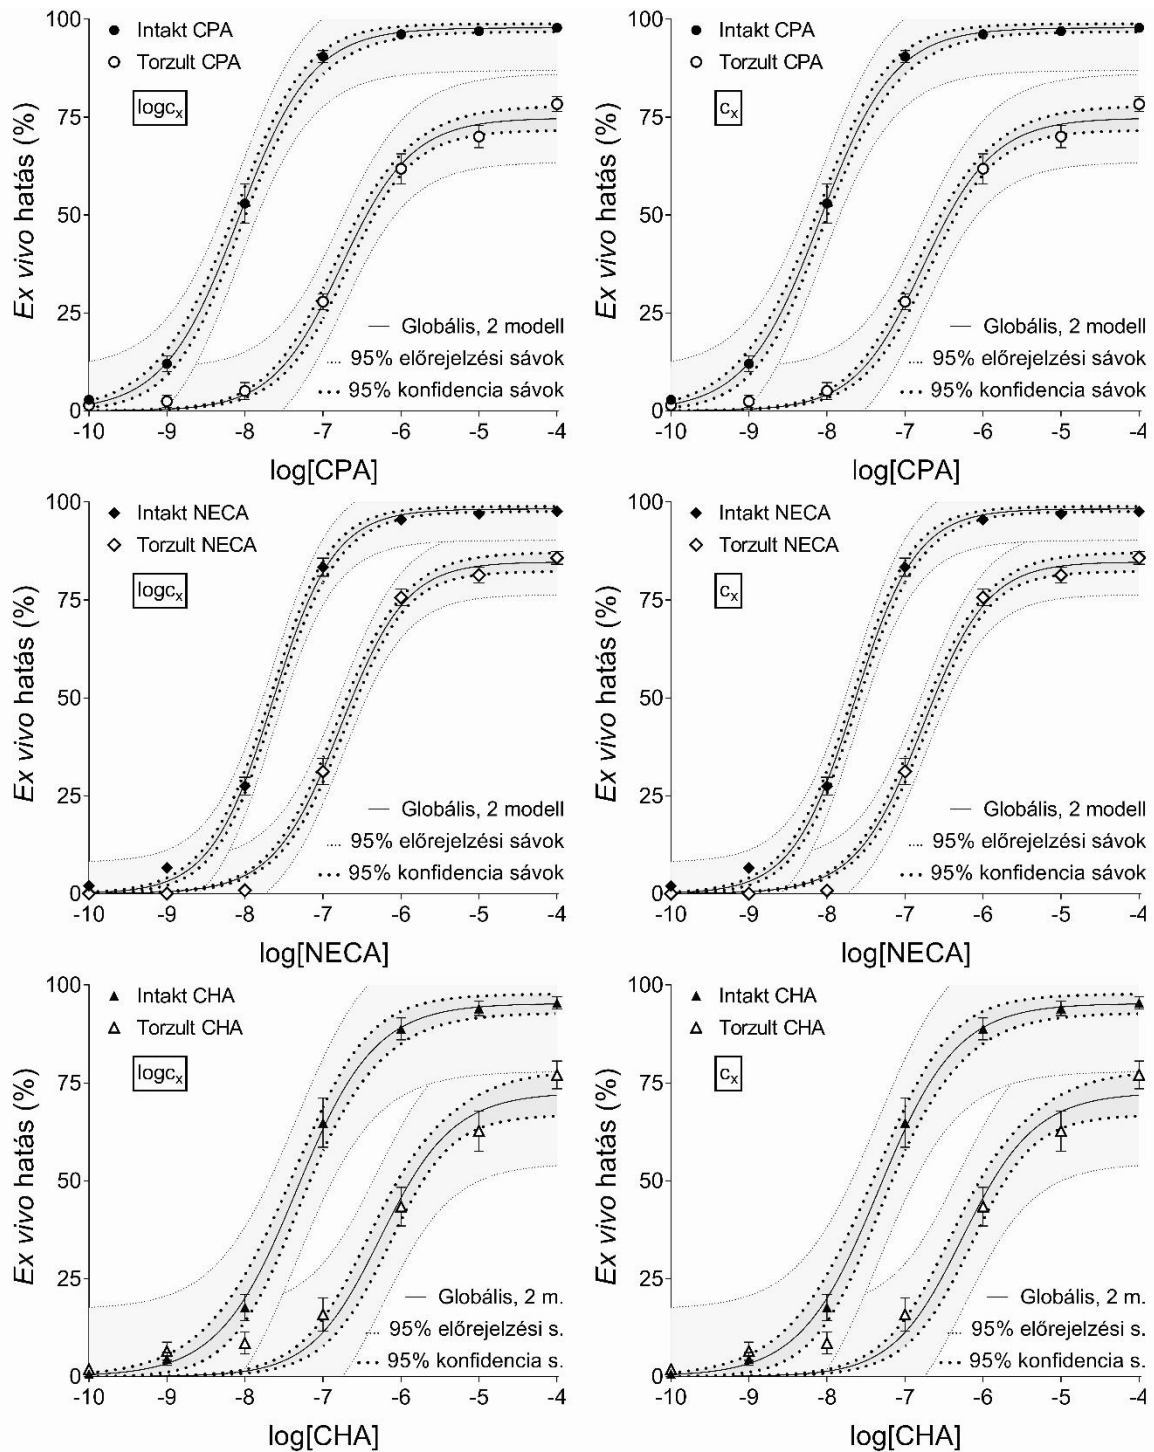 100
Intakt CPA
Torzult CPA
logcx
75
50
25
0
Ex vivo hatás (%)
Globális, 2 modell
95% előrejelzési sávok
95% konfidencia sávok
-10 -9 -8 -7 -6 -5 -4
log[CPA]
100
Intakt CPA
Torzult CPA
cx
75
50
25
0
Ex vivo hatás (%)
Globális, 2 modell
95% előrejelzési sávok
95% konfidencia sávok
-10 -9 -8 -7 -6 -5 -4
log[CPA]
100
Intakt NECA
Torzult NECA
logcx
75
50
25
0
Ex vivo hatás (%)
Globális, 2 modell
95% előrejelzési sávok
95% konfidencia sávok
-10 -9 -8 -7 -6 -5 -4
log[NECA]
100
Intakt NECA
Torzult NECA
cx
75
50
25
0
Ex vivo hatás (%)
Globális, 2 modell
95% előrejelzési sávok
95% konfidencia sávok
-10 -9 -8 -7 -6 -5 -4
log[NECA]
100
Intakt CHA
Torzult CHA
logcx
75
50
25
0
Ex vivo hatás (%)
Globális, 2 m.
95% előrejelzési s.
95% konfidencia s.
-10 -9 -8 -7 -6 -5 -4
log[CHA]
100
Intakt CHA
Torzult CHA
cx
75
50
25
0
Ex vivo hatás (%)
Globális, 2 m.
95% előrejelzési s.
95% konfidencia s.
-10 -9 -8 -7 -6 -5 -4
log[CHA]